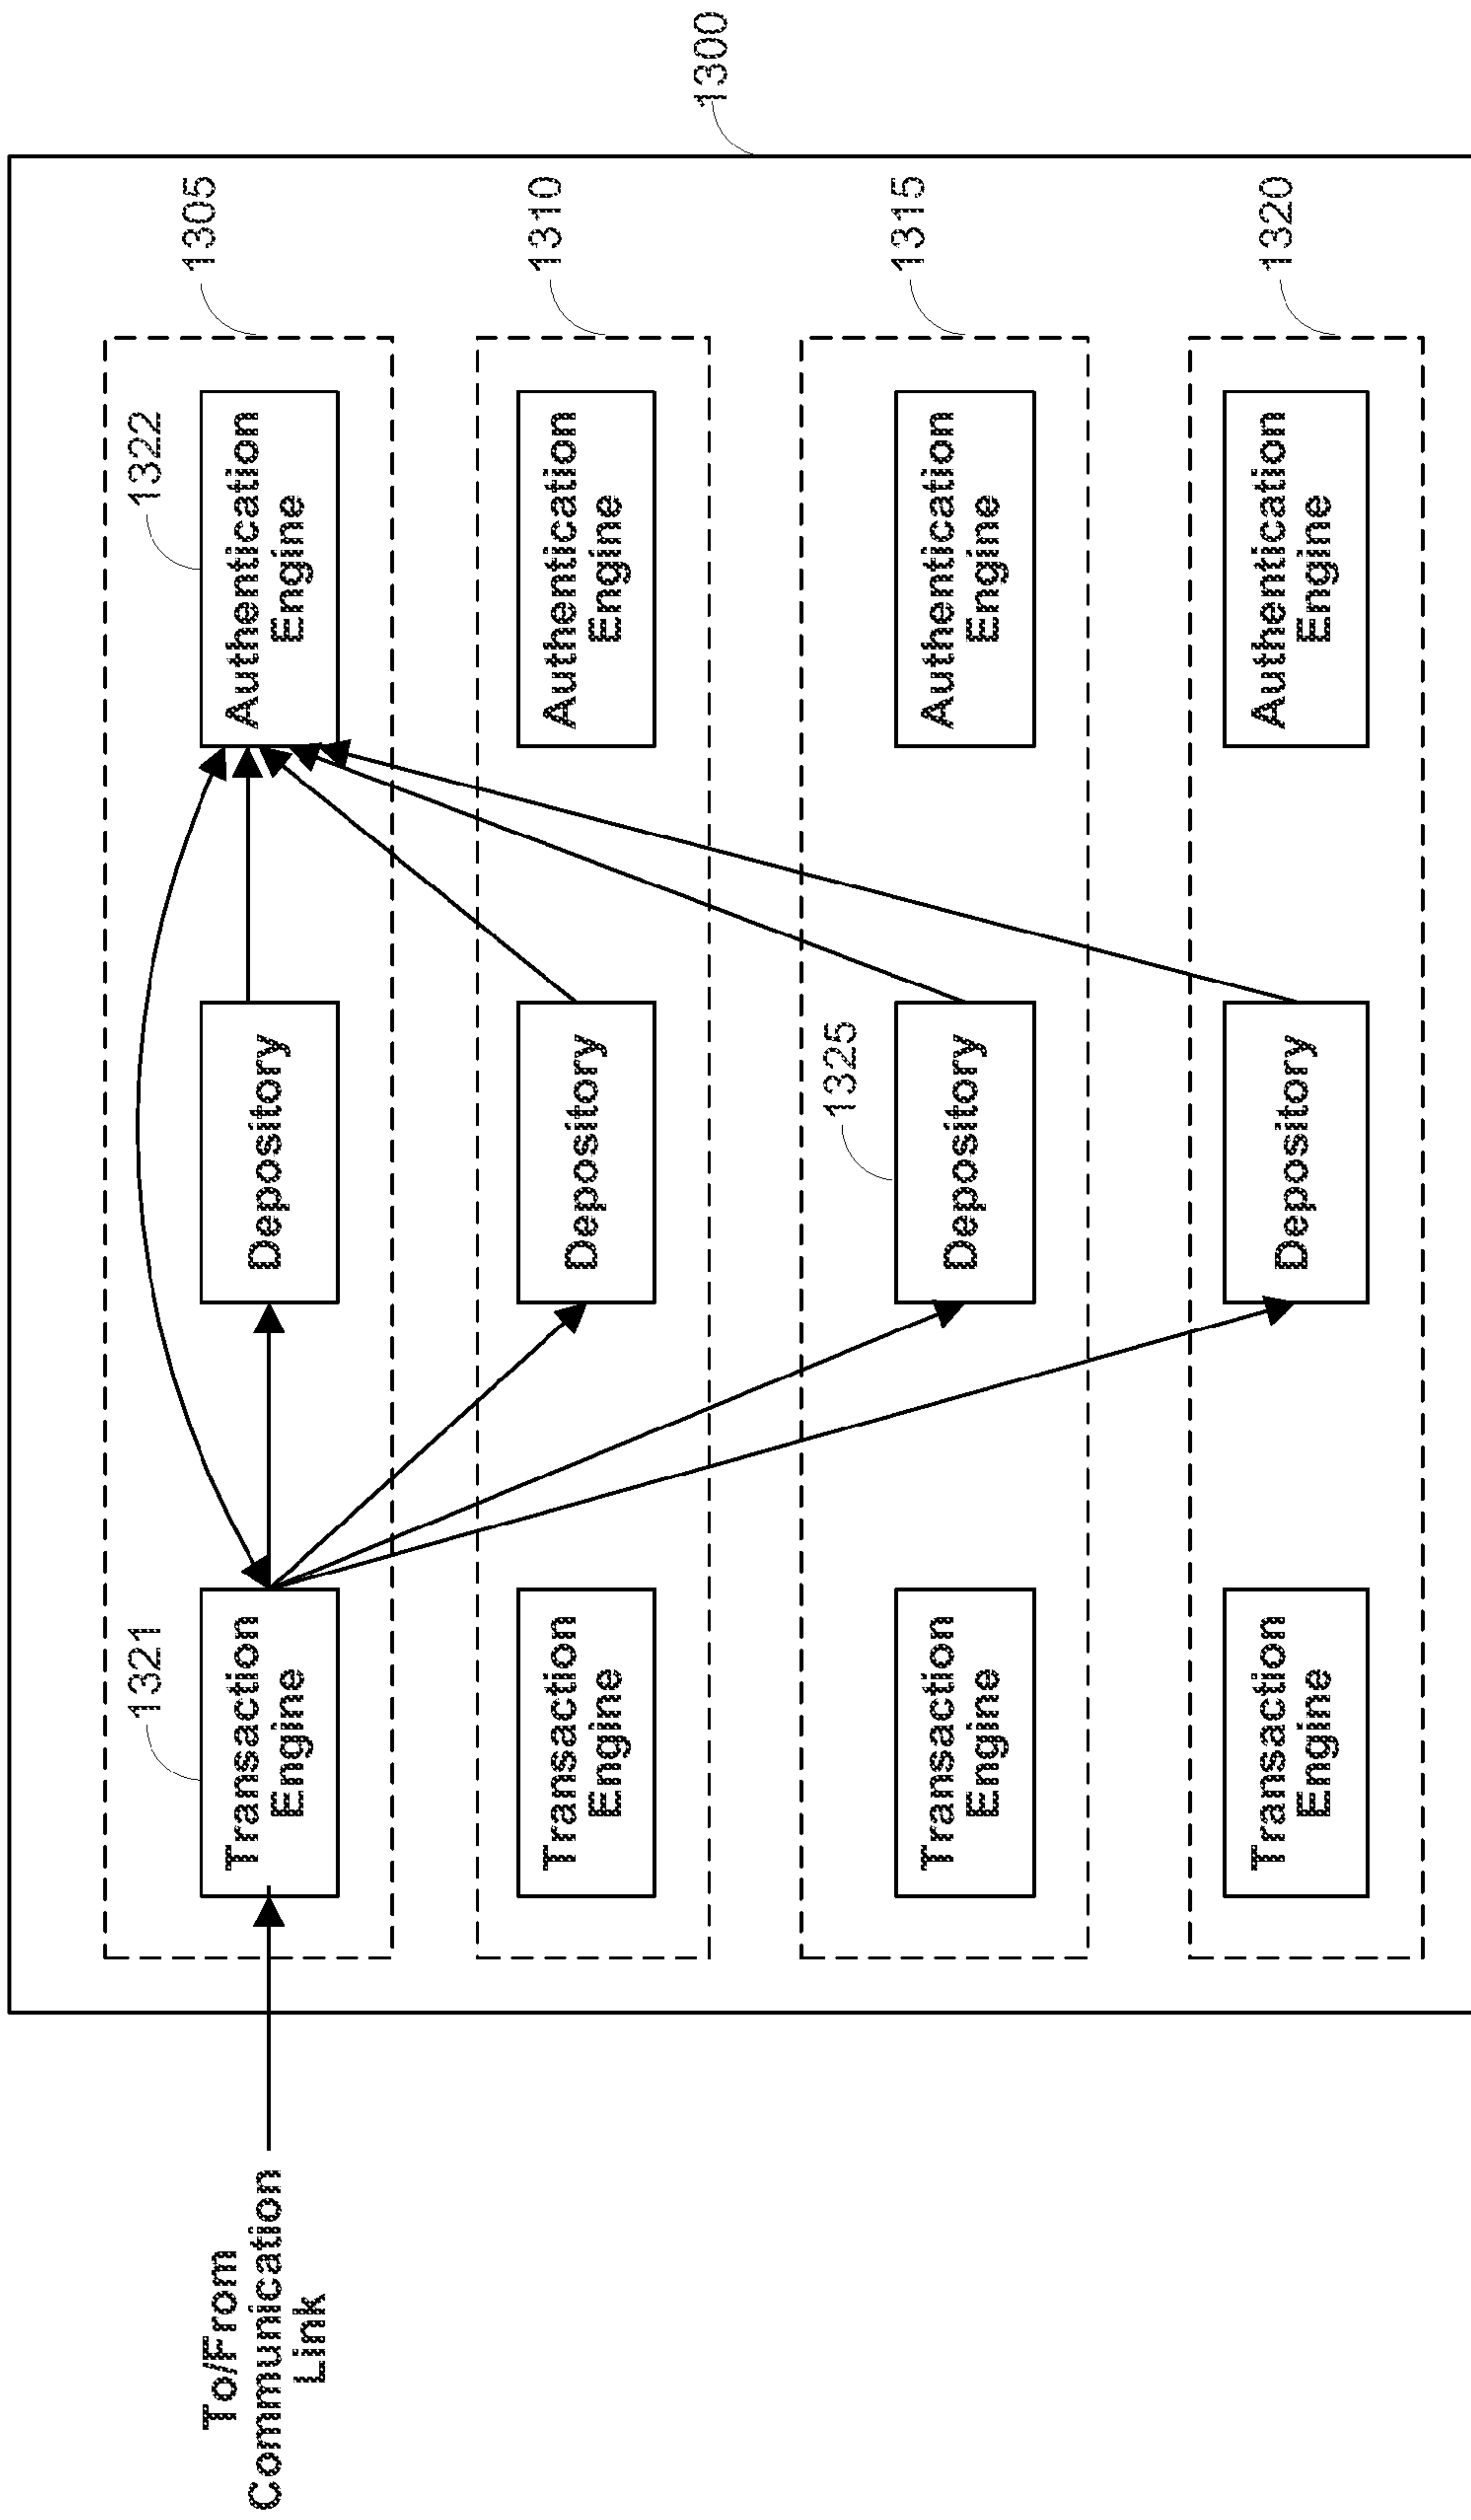 1300
1305
1322
1321
To/From
Communication
Link
Transaction
Engine
Depository
Authentication
Engine
1310
Transaction
Engine
Depository
Authentication
Engine
1315
1325
Transaction
Engine
Depository
Authentication
Engine
1320
Transaction
Engine
Depository
Authentication
Engine